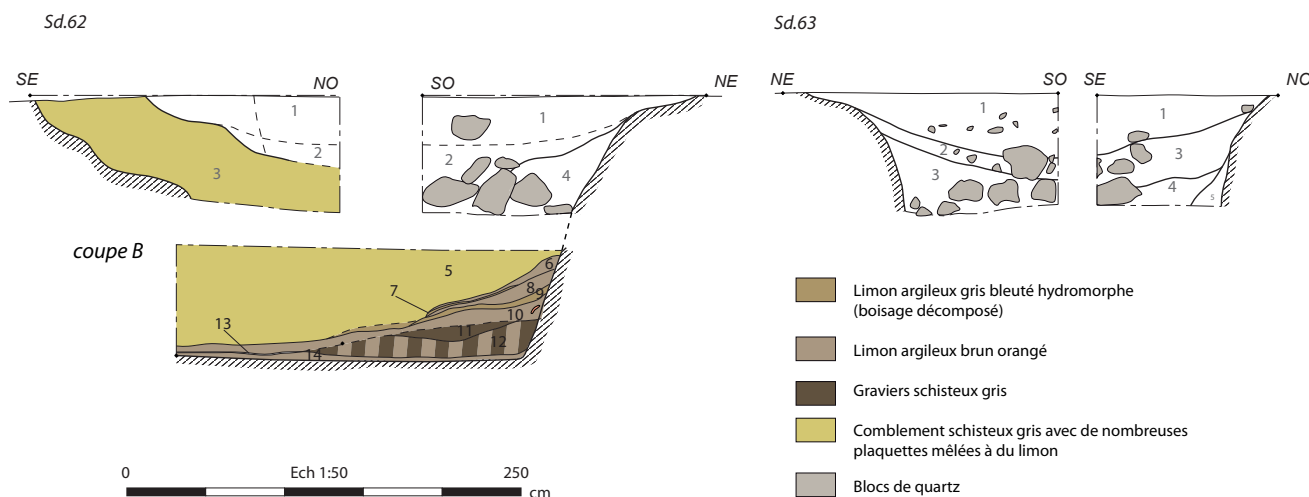 Sd.62
Sd.63
SE NO SO NE
NE SO SE NO
1
2
3
1
2
4
1
2
3
1
3
4
s
coupe B
5
6
7
8
9
10
11
12
13
14
Limon argileux gris bleuté hydromorphe
(boisage décomposé)
Limon argileux brun orangé
Graviers schisteux gris
Comblement schisteux gris avec de nombreuses
plaquettes mêlées à du limon
Blocs de quartz
0 Ech 1:50 250
cm